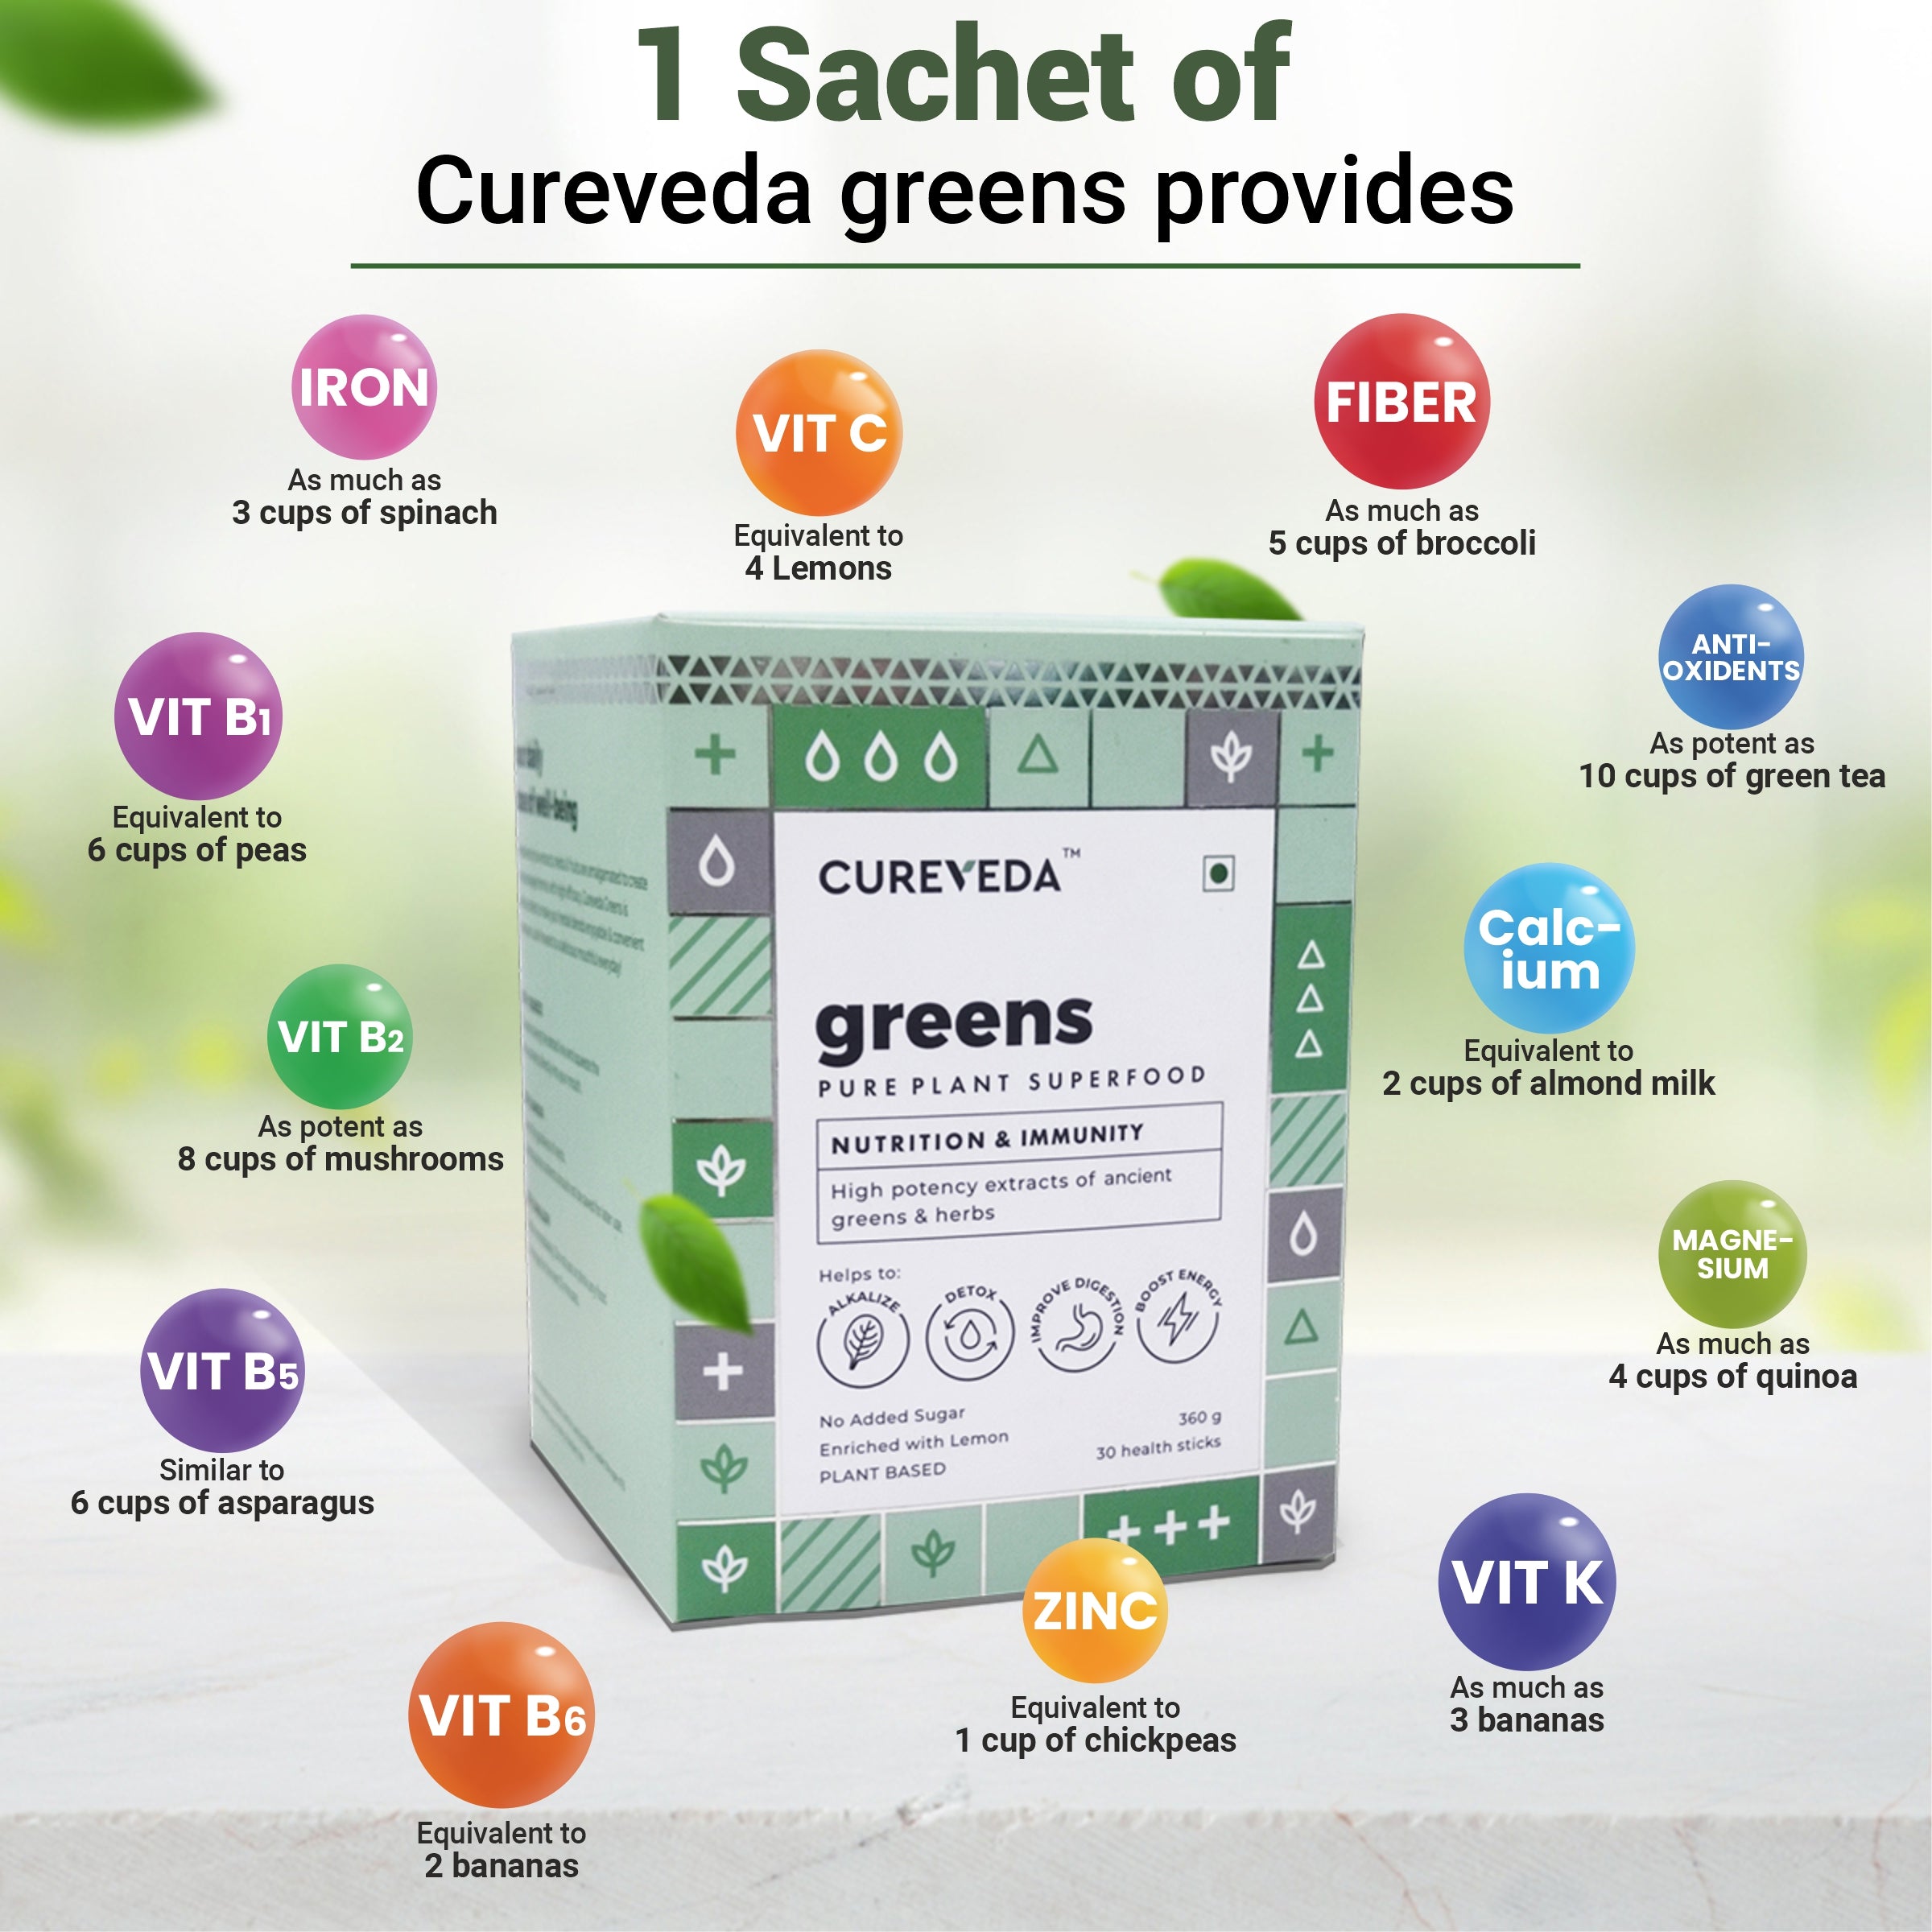 1 Sachet of
Cureveda greens provides
IRON
As much as
3 cups of spinach
VIT C
Equivalent to
4 Lemons
FIBER
As much as
5 cups of broccoli
ANTI-
OXIDENTS
As potent as
10 cups of green tea
VIT B1
Equivalent to
6 cups of peas
Calc-
ium
Equivalent to
2 cups of almond milk
VIT B2
As potent as
8 cups of mushrooms
MAGNE-
SIUM
As much as
4 cups of quinoa
VIT B5
Similar to
6 cups of asparagus
VIT K
As much as
3 bananas
ZINC
Equivalent to
1 cup of chickpeas
VIT B6
Equivalent to
2 bananas
CUREVEDA™
greens
PURE PLANT SUPERFOOD
NUTRITION & IMMUNITY
High potency extracts of ancient
greens & herbs
Helps to:
ALKALIZE
DETOX
IMPROVE DIGESTION
BOOST ENERGY
No Added Sugar
Enriched with Lemon
PLANT BASED
360 g
30 health sticks